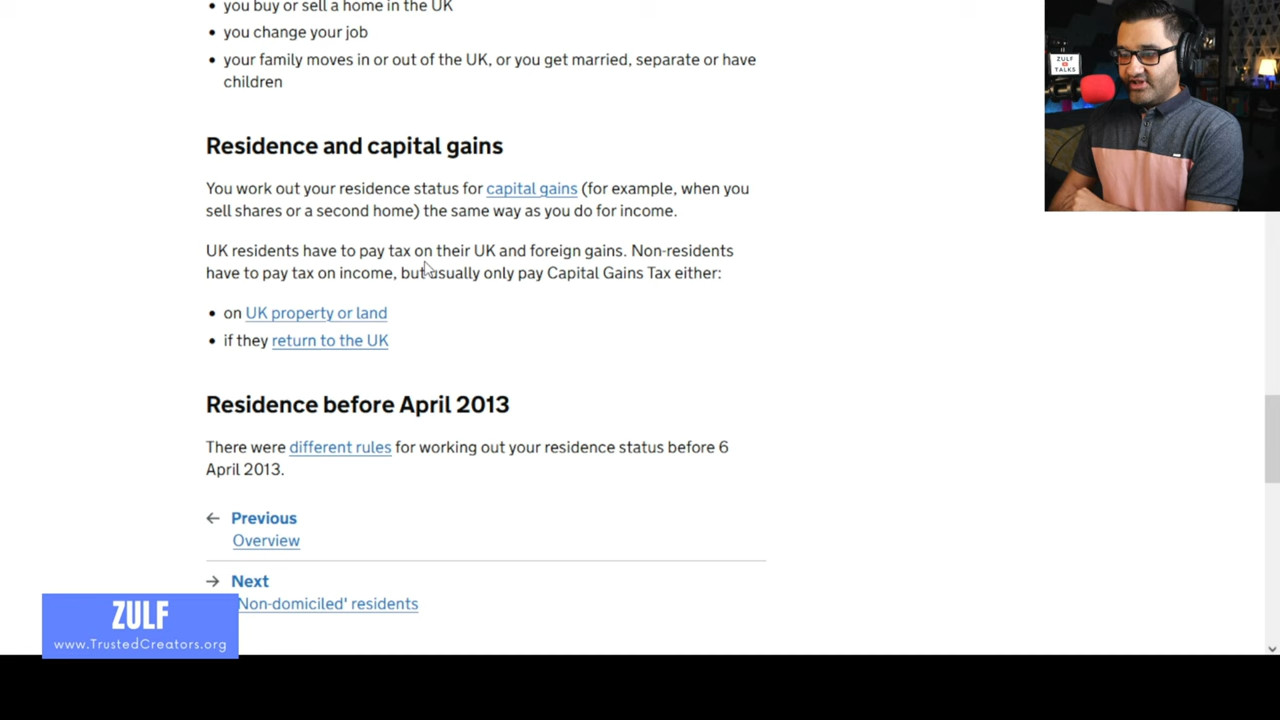 you buy or sell a home in the UK
you change your job
your family moves in or out of the UK, or you get married, separate or have
children
Residence and capital gains
You work out your residence status for capital gains (for example, when you
sell shares or a second home) the same way as you do for income.
UK residents have to pay tax on their UK and foreign gains. Non-residents
have to pay tax on income, but usually only pay Capital Gains Tax either:
on UK property or land
if they return to the UK
Residence before April 2013
There were different rules for working out your residence status before 6
April 2013.
Previous
Overview
Next
Non-domiciled' residents
ZULF
www.TrustedCreators.org
ZULF
TALKS